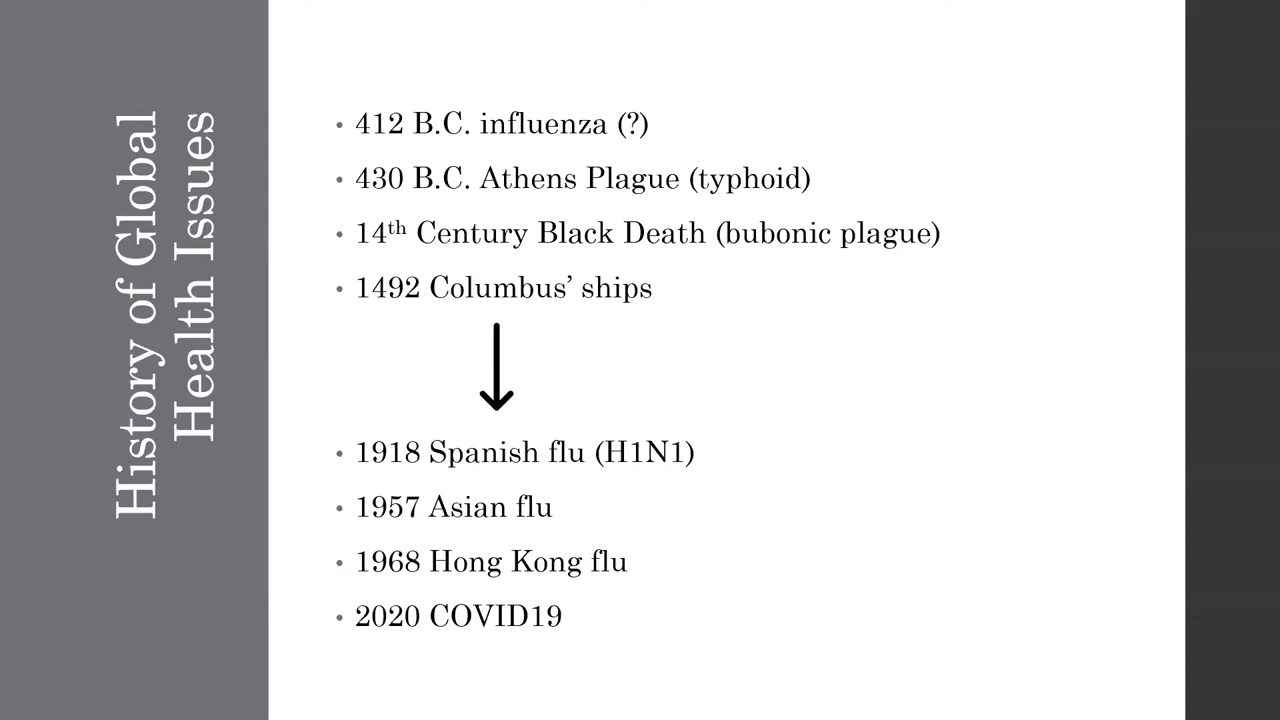 History of Global
Health Issues
• 412 B.C. influenza (?)
• 430 B.C. Athens Plague (typhoid)
• 14th Century Black Death (bubonic plague)
• 1492 Columbus’ ships
• 1918 Spanish flu (H1N1)
• 1957 Asian flu
• 1968 Hong Kong flu
• 2020 COVID19